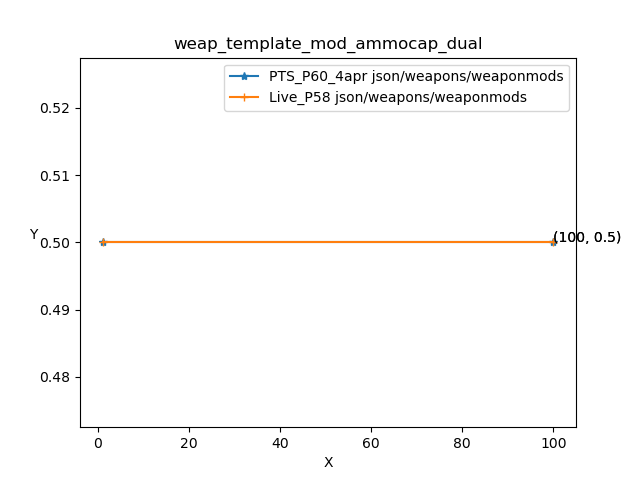 weap_template_mod_ammocap_dual
PTS_P60_4apr json/weapons/weaponmods
Live_P58 json/weapons/weaponmods
0.52
0.51
Y
0.50
(100, 0.5)
0.49
0.48
0 20 40 60 80 100
X